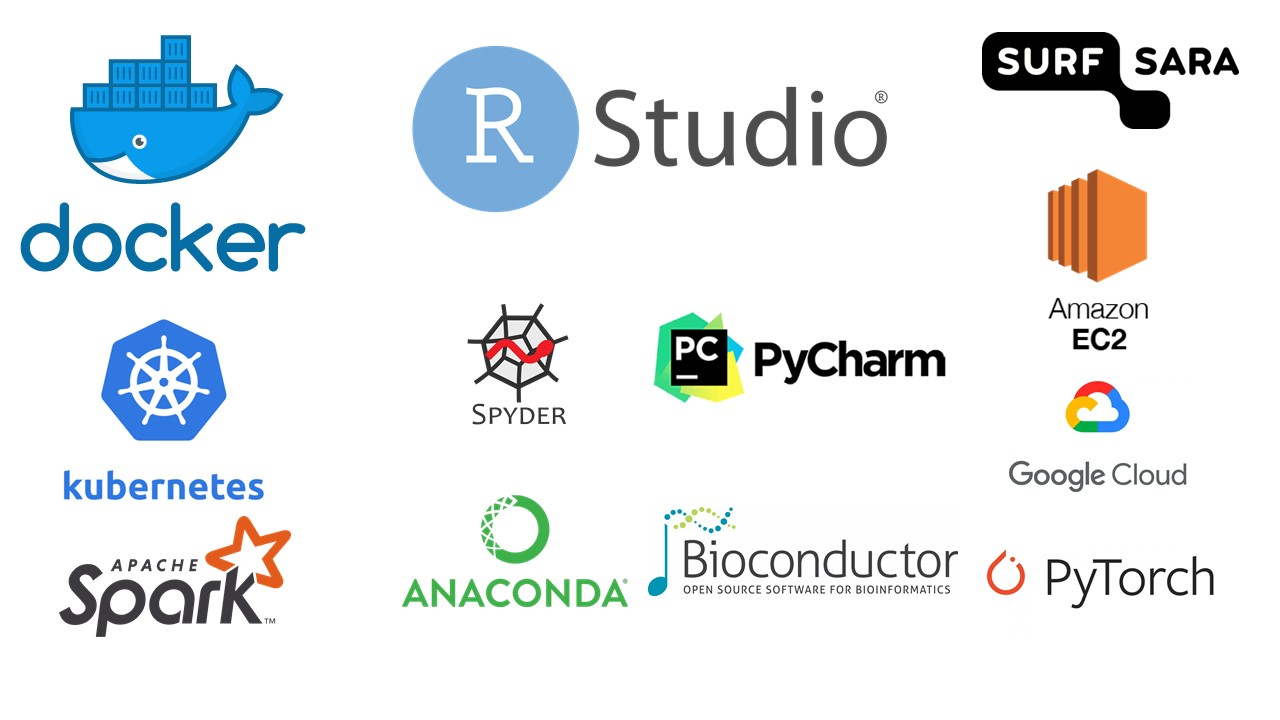 docker
R Studio®
SURF SARA
Amazon
EC2
SPYDER
PC PyCharm
kubernetes
Google Cloud
APACHE
Spark™
ANACONDA®
Bioconductor
OPEN SOURCE SOFTWARE FOR BIOINFORMATICS
PyTorch